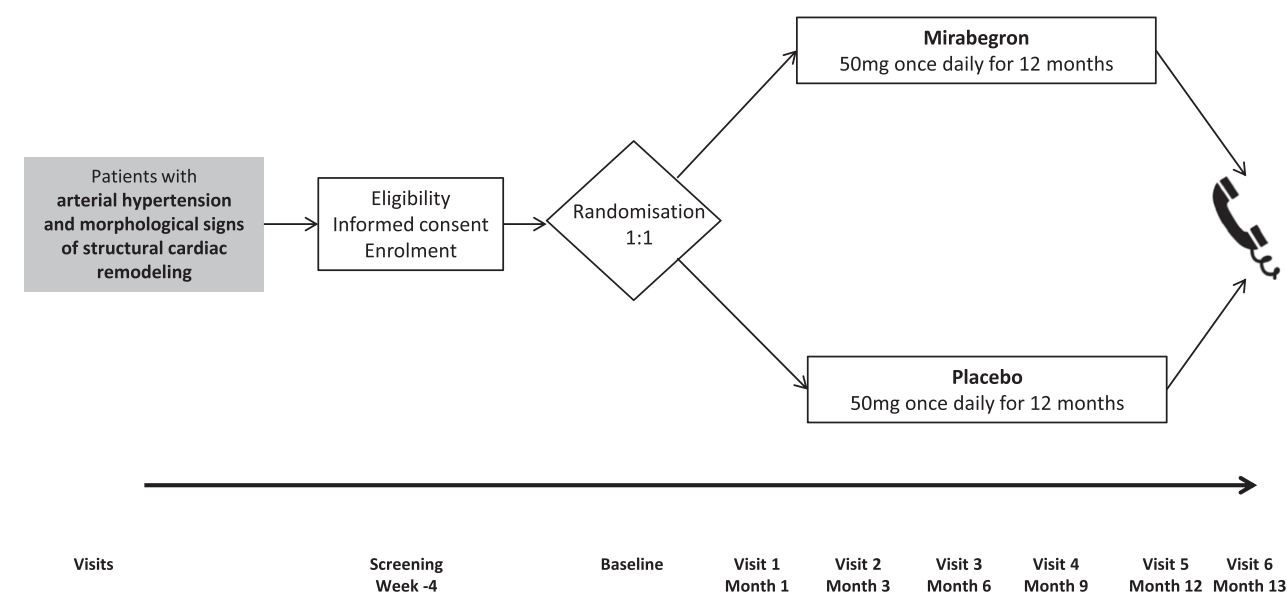 Patients with
arterial hypertension
and morphological signs
of structural cardiac
remodeling
Eligibility
Informed consent
Enrolment
Randomisation
1:1
Mirabegron
50mg once daily for 12 months
Placebo
50mg once daily for 12 months
Visits
Screening
Week -4
Baseline
Visit 1
Month 1
Visit 2
Month 3
Visit 3
Month 6
Visit 4
Month 9
Visit 5
Month 12
Visit 6
Month 13